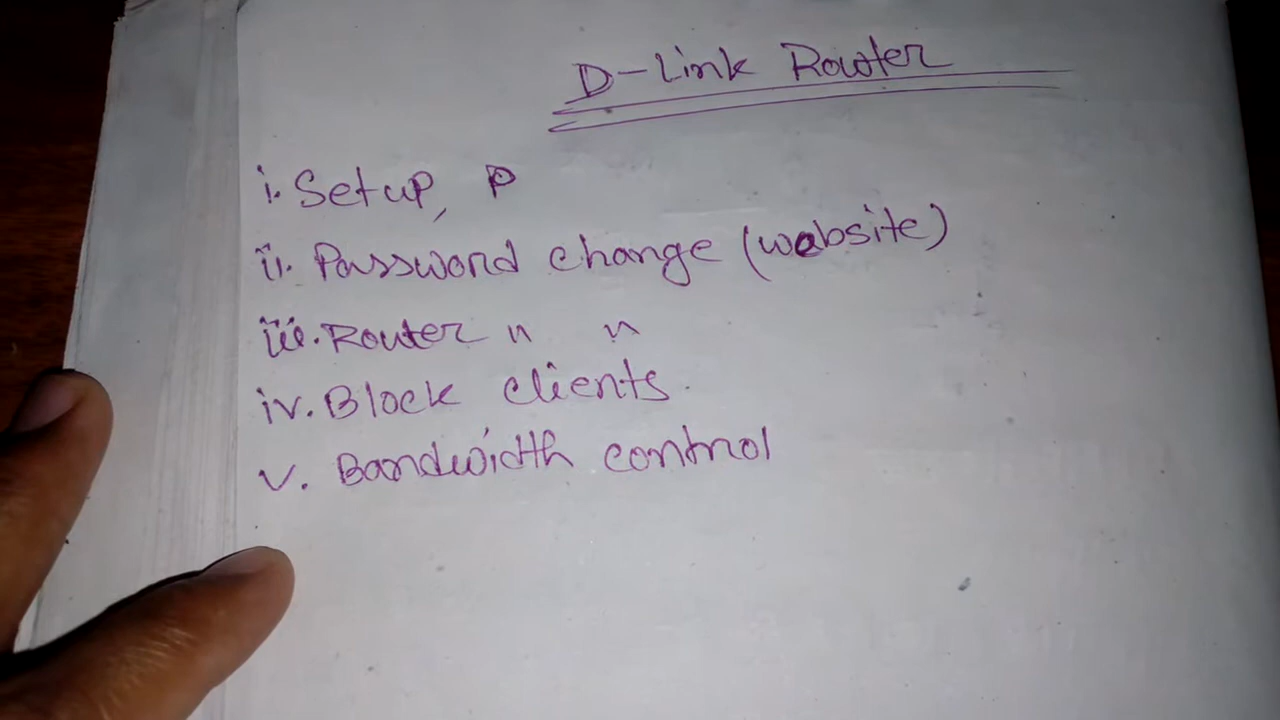 D-Link Router
i. Setup, P
ii. Password change (website)
iii. Router " "
iv. Block clients.
v. Bandwidth control